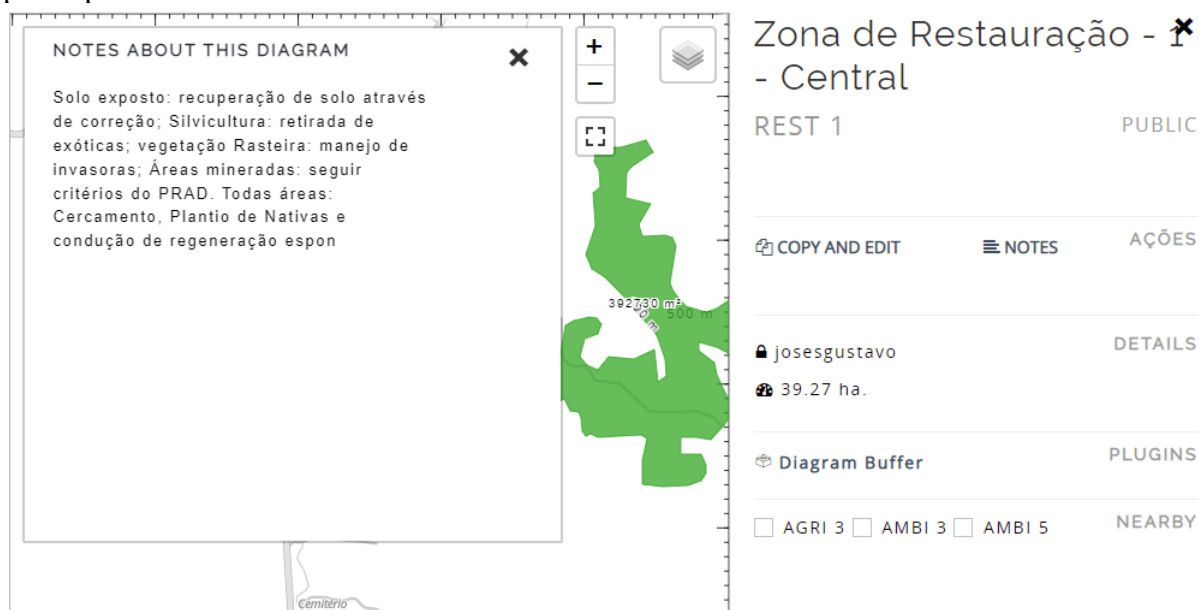 NOTES ABOUT THIS DIAGRAM
Solo exposto: recuperação de solo através
de correção; Silvicultura: retirada de
exóticas; vegetação Rasteira: manejo de
invasoras; Áreas mineradas: seguir
critérios do PRAD. Todas áreas:
Cercamento, Plantio de Nativas e
condução de regeneração espon
+
−
392730 m²
500 m
Cemitério
Zona de Restauração - 1
- Central
REST 1
PUBLIC
COPY AND EDIT
NOTES
AÇÕES
DETAILS
josesgustavo
39.27 ha.
Diagram Buffer
PLUGINS
AGRI 3
AMBI 3
AMBI 5
NEARBY